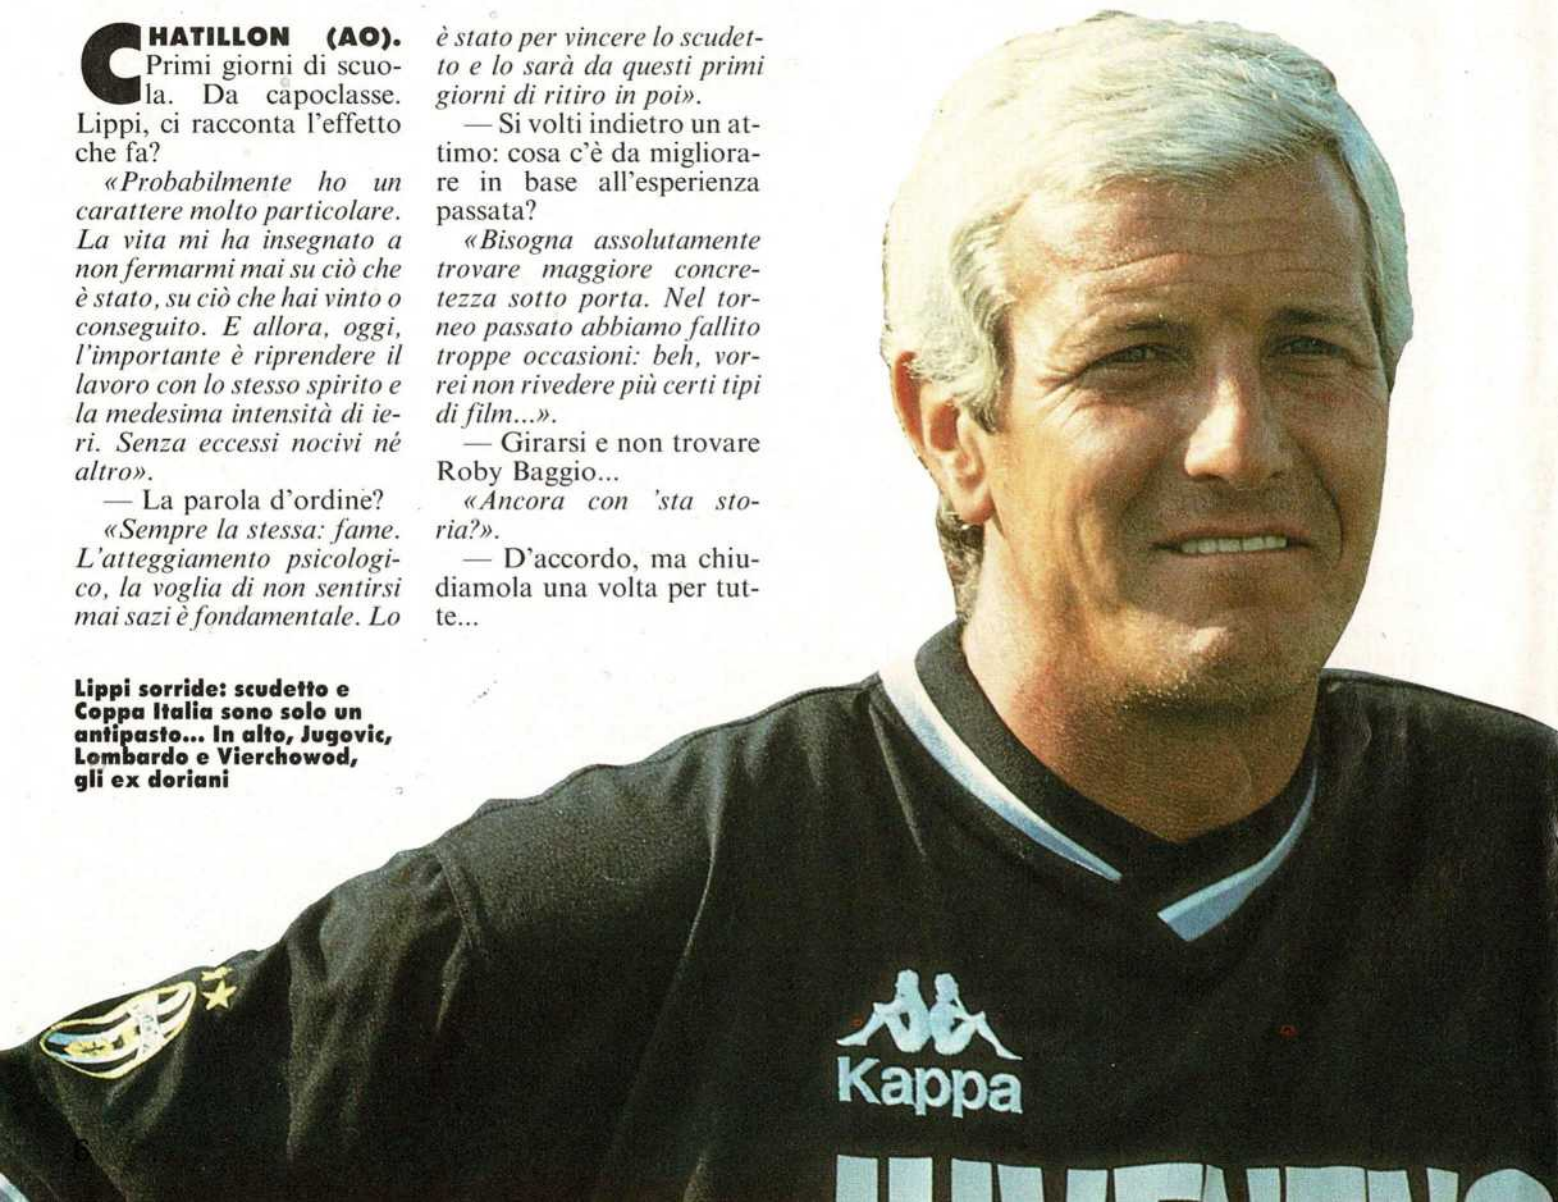 CHATILLON (AO).
Primi giorni di scuo-
la. Da capoclasse.
Lippi, ci racconta l'effetto
che fa?
«Probabilmente ho un
carattere molto particolare.
La vita mi ha insegnato a
non fermarmi mai su ciò che
è stato, su ciò che hai vinto o
conseguito. E allora, oggi,
l'importante è riprendere il
lavoro con lo stesso spirito e
la medesima intensità di ie-
ri. Senza eccessi nocivi né
altro».
— La parola d'ordine?
«Sempre la stessa: fame.
L'atteggiamento psicologi-
co, la voglia di non sentirsi
mai sazi è fondamentale. Lo
è stato per vincere lo scudet-
to e lo sarà da questi primi
giorni di ritiro in poi».
— Si volti indietro un at-
timo: cosa c'è da migliora-
re in base all'esperienza
passata?
«Bisogna assolutamente
trovare maggiore concre-
tezza sotto porta. Nel tor-
neo passato abbiamo fallito
troppe occasioni: beh, vor-
rei non rivedere più certi tipi
di film...».
— Girarsi e non trovare
Roby Baggio...
«Ancora con 'sta sto-
ria?».
— D'accordo, ma chiu-
diamola una volta per tut-
te...
Lippi sorride: scudetto e
Coppa Italia sono solo un
antipasto... In alto, Jugovic,
Lombardo e Vierchowod,
gli ex doriani
Kappa
JUVENTUS
6